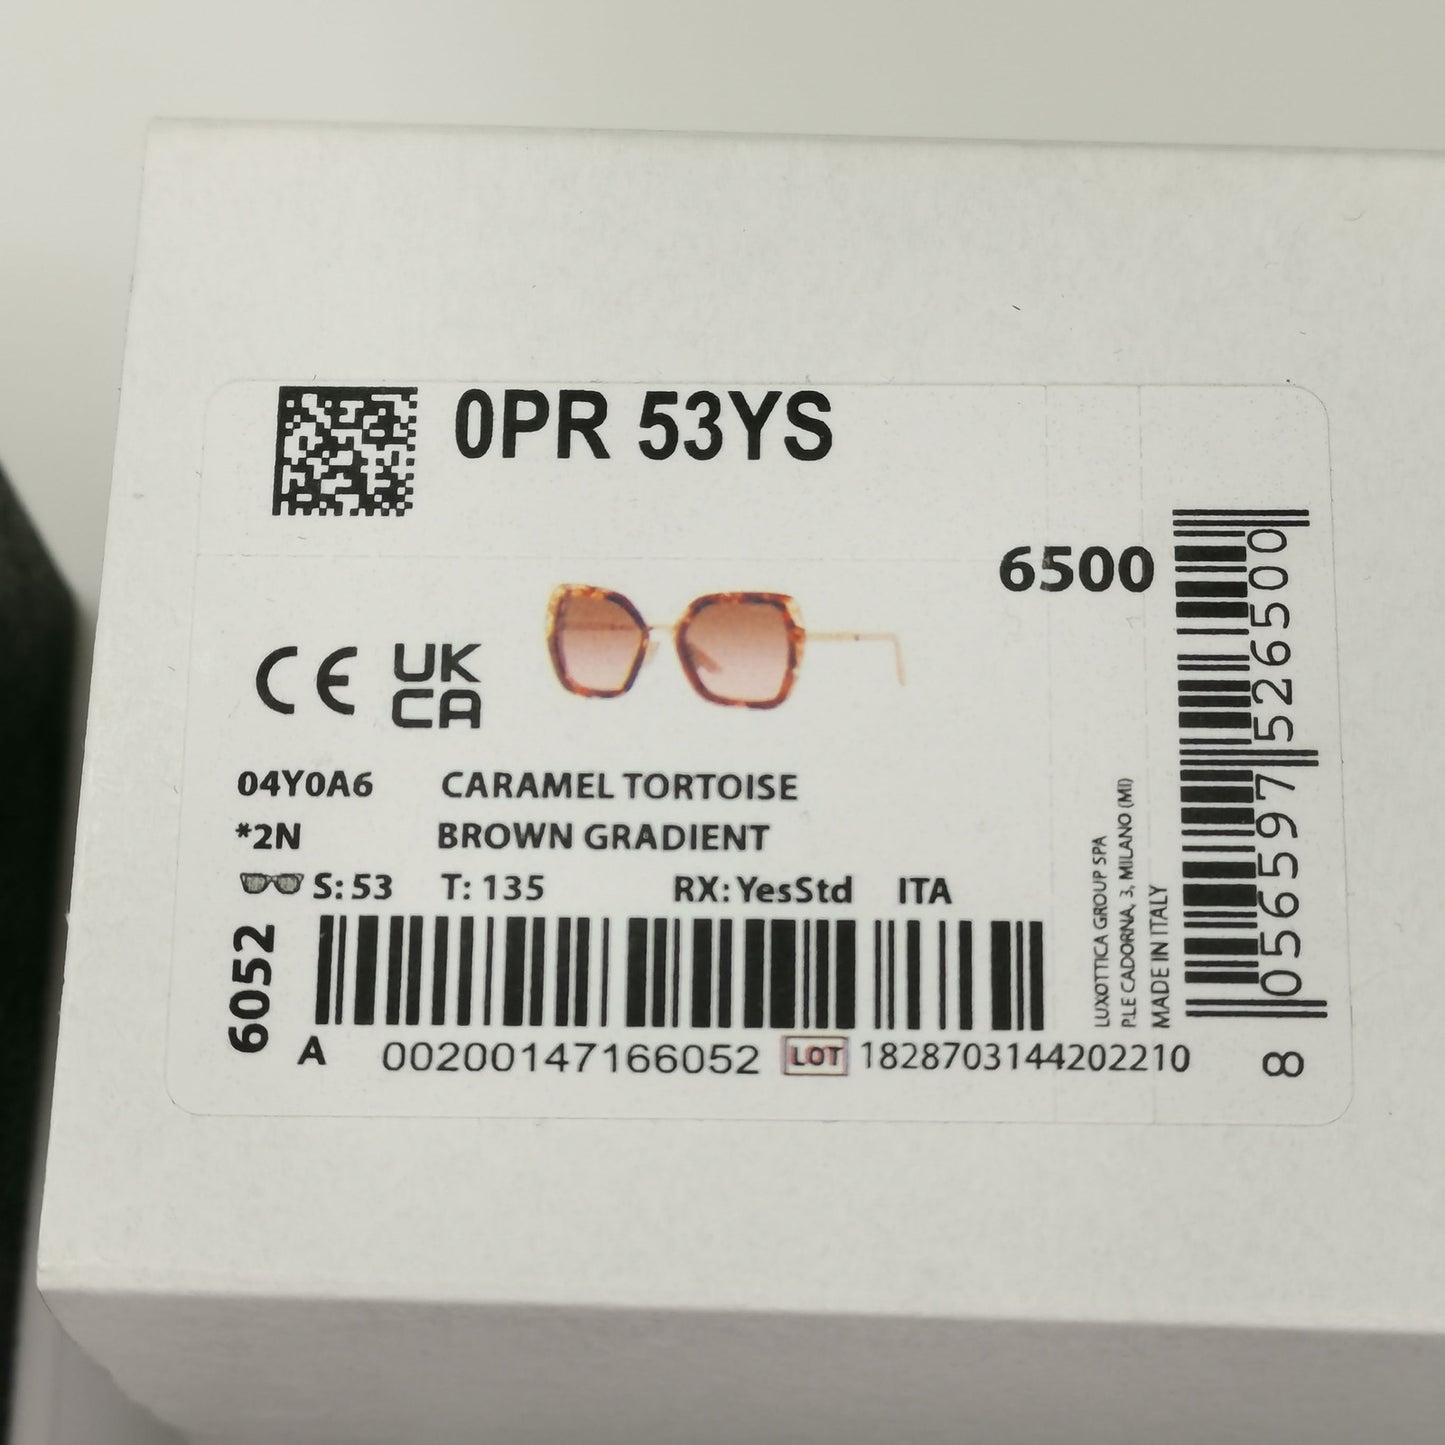 0PR 53YS
6500
CE UK
CA
04Y0A6 CARAMEL TORTOISE
*2N BROWN GRADIENT
S: 53 T: 135 RX: YesStd ITA
6052
A 00200147166052 LOT 1828703144202210
LUXOTTICA GROUP SPA
P.LE CADORNA, 3, MILANO (MI)
MADE IN ITALY
8 056597 526500